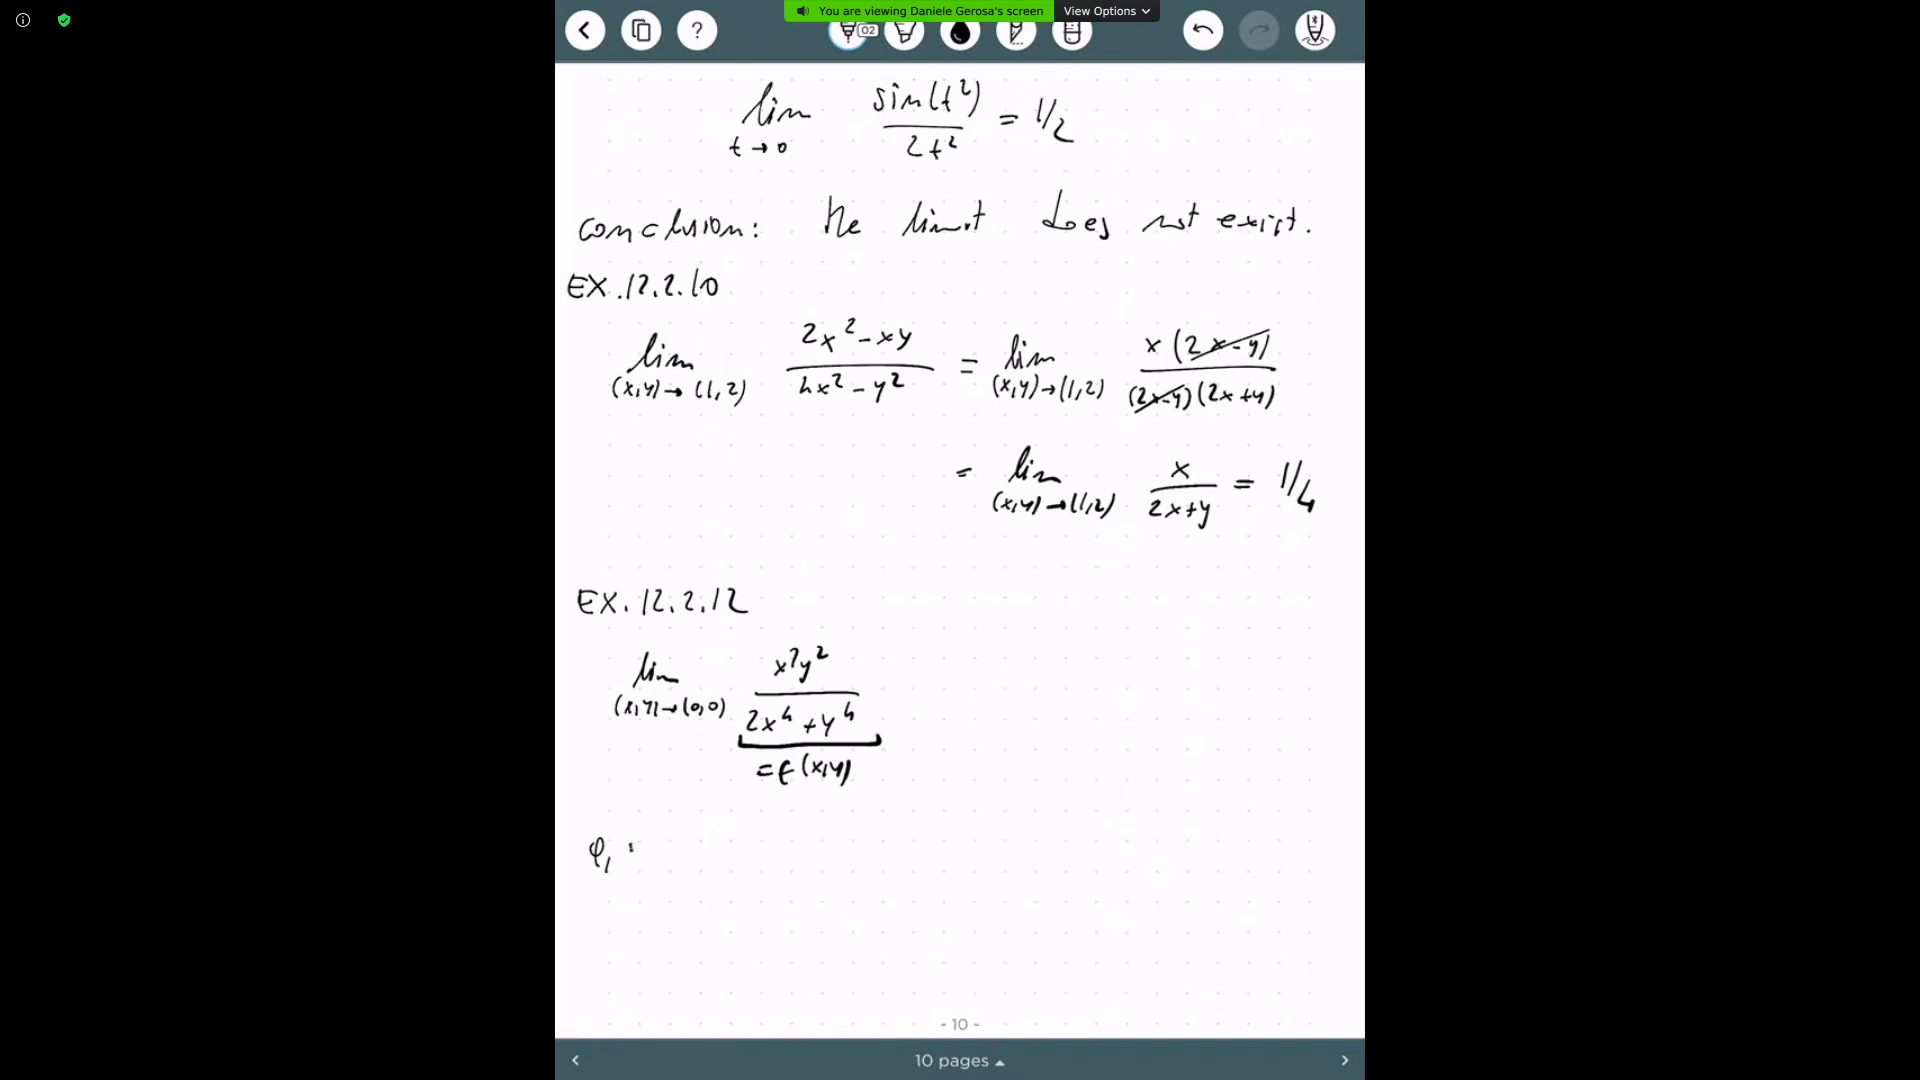 You are viewing Daniele Gerosa's screen View Options
? 02
lim sin(t²)/2t² = 1/2
t → 0
conclusion: the limit does not exist.
EX. 12.2.10
lim 2x² - xy / 4x² - y² = lim x(2x-y) / (2x-y)(2x+y)
(x,y) → (1,2) (x,y) → (1,2)
= lim x / 2x+y = 1/4
(x,y) → (1,2)
EX. 12.2.12
lim x²y² / 2x⁴ + y⁴
(x,y) → (0,0)
= f(x,y)
φ₁ :
- 10 -
10 pages